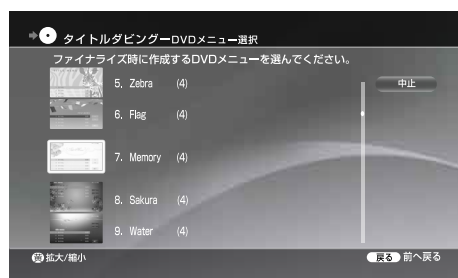 タイトルダビングーDVDメニュー選択
ファイナライズ時に作成するDVDメニューを選んでください。
5. Zebra (4)
中止
6. Flag (4)
7. Memory (4)
8. Sakura (4)
9. Water (4)
黄 拡大/縮小
戻る 前へ戻る